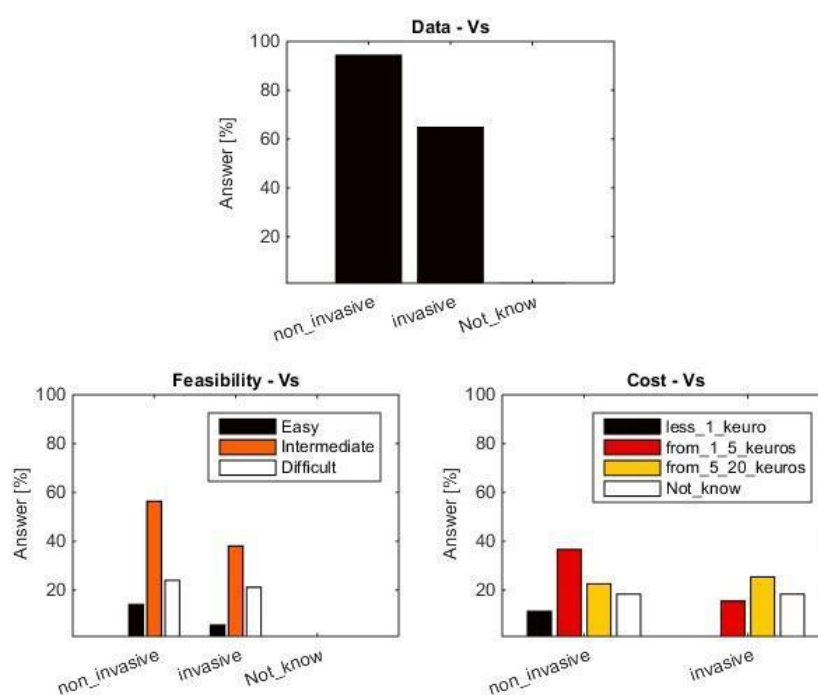 Data - Vs
100
80
60
40
20
Answer [%]
non_invasive
invasive
Not_know
Feasibility - Vs
100
80
60
40
20
Answer [%]
Easy
Intermediate
Difficult
non_invasive
invasive
Not_know
Cost - Vs
100
80
60
40
20
Answer [%]
less_1_keuro
from_1_5_keuros
from_5_20_keuros
Not_know
non_invasive
invasive